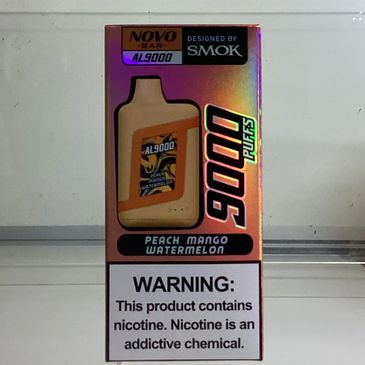 NOVO
BAR
AL9000
DESIGNED BY
SMOK
9000
PUFFS
AL9000
PEACH
MANGO
WATERMELON
PEACH MANGO
WATERMELON
WARNING:
This product contains
nicotine. Nicotine is an
addictive chemical.